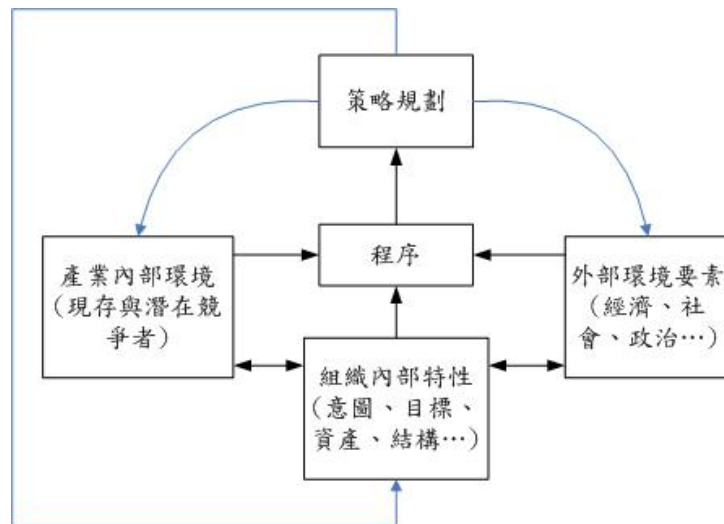 策略規劃
程序
產業內部環境
（現存與潛在競
爭者）
外部環境要素
（經濟、社
會、政治…）
組織內部特性
（意圖、目標、
資產、結構…）